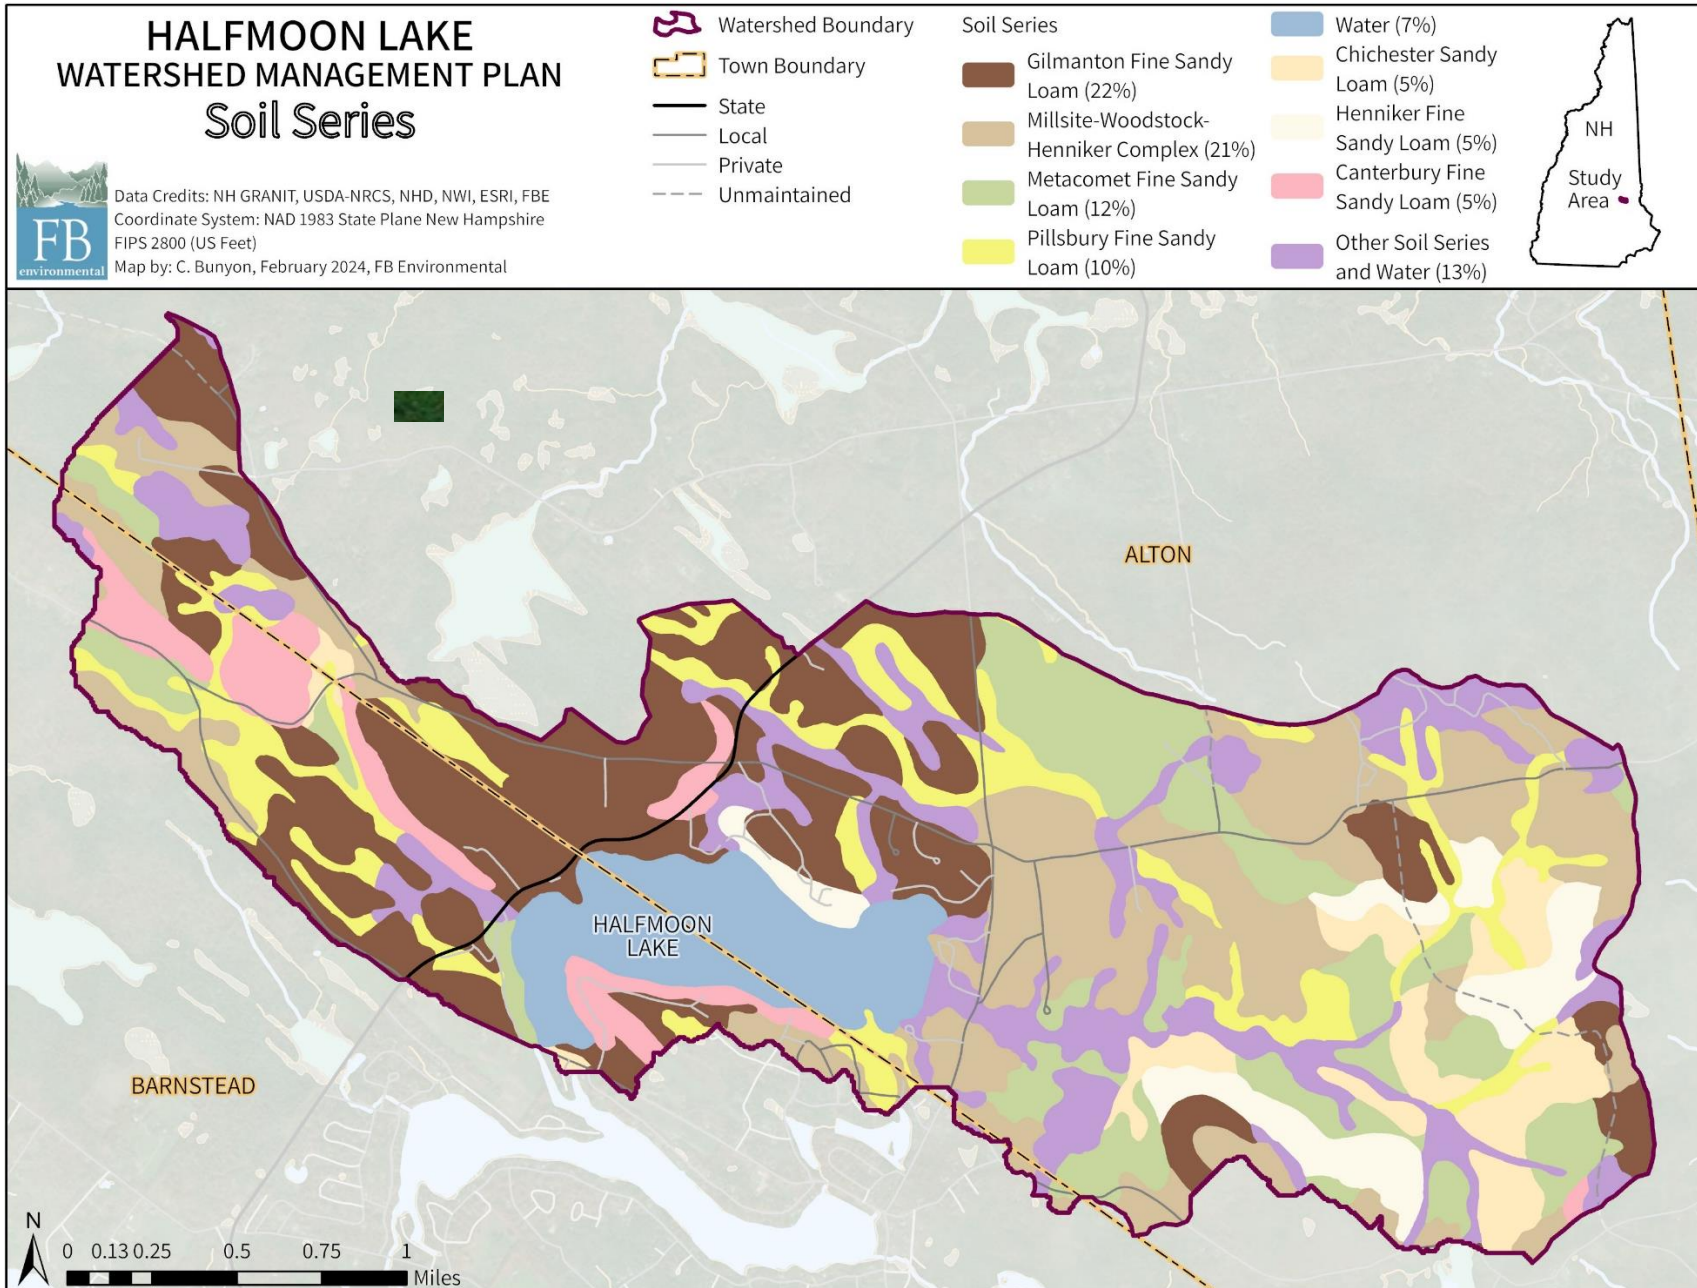 HALFMOON LAKE
WATERSHED MANAGEMENT PLAN
Soil Series
FB
environmental
Data Credits: NH GRANIT, USDA-NRCS, NHD, NWI, ESRI, FBE
Coordinate System: NAD 1983 State Plane New Hampshire
FIPS 2800 (US Feet)
Map by: C. Bunyon, February 2024, FB Environmental
Watershed Boundary
Town Boundary
State
Local
Private
Unmaintained
Soil Series
Gilmanton Fine Sandy
Loam (22%)
Millsite-Woodstock-
Henniker Complex (21%)
Metacomet Fine Sandy
Loam (12%)
Pillsbury Fine Sandy
Loam (10%)
Water (7%)
Chichester Sandy
Loam (5%)
Henniker Fine
Sandy Loam (5%)
Canterbury Fine
Sandy Loam (5%)
Other Soil Series
and Water (13%)
NH
Study
Area
ALTON
HALFMOON
LAKE
BARNSTEAD
N
0 0.13 0.25 0.5 0.75 1
Miles